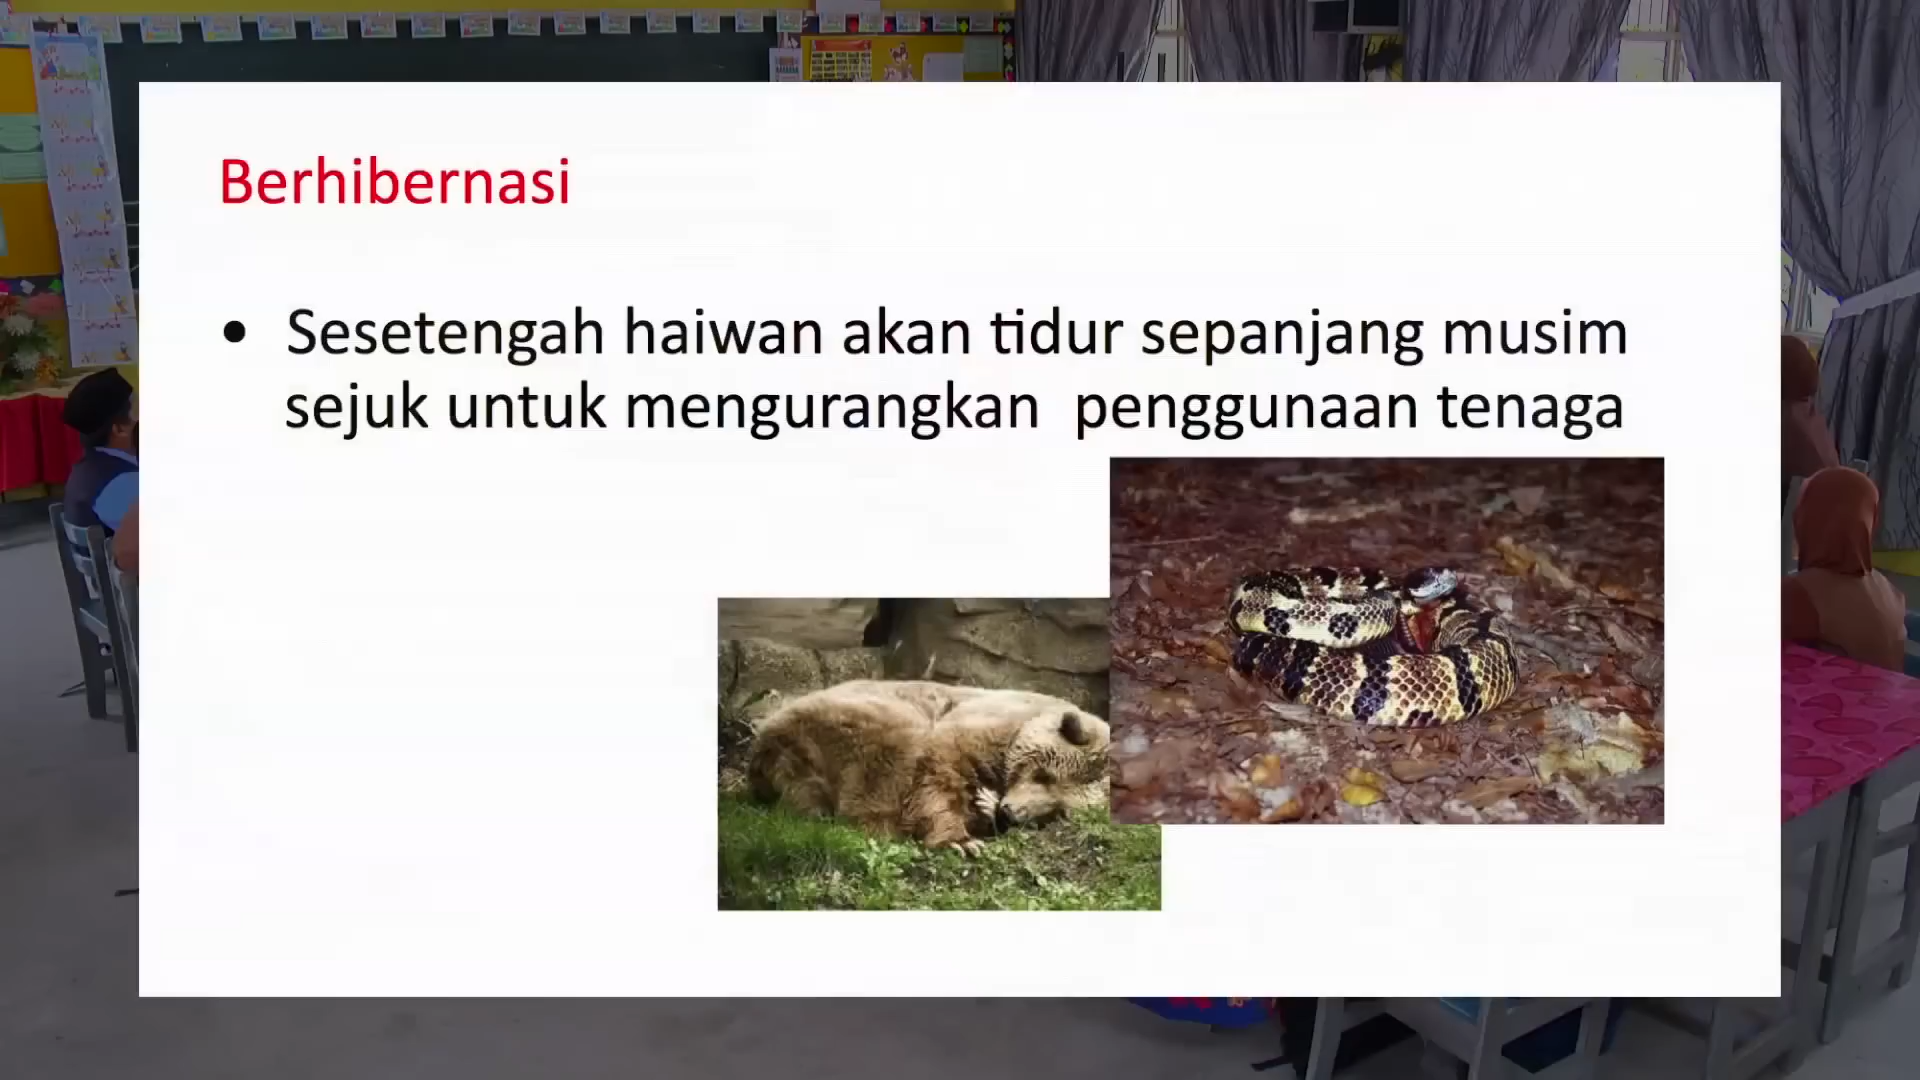 Berhibernasi
• Sesetengah haiwan akan tidur sepanjang musim
sejuk untuk mengurangkan penggunaan tenaga